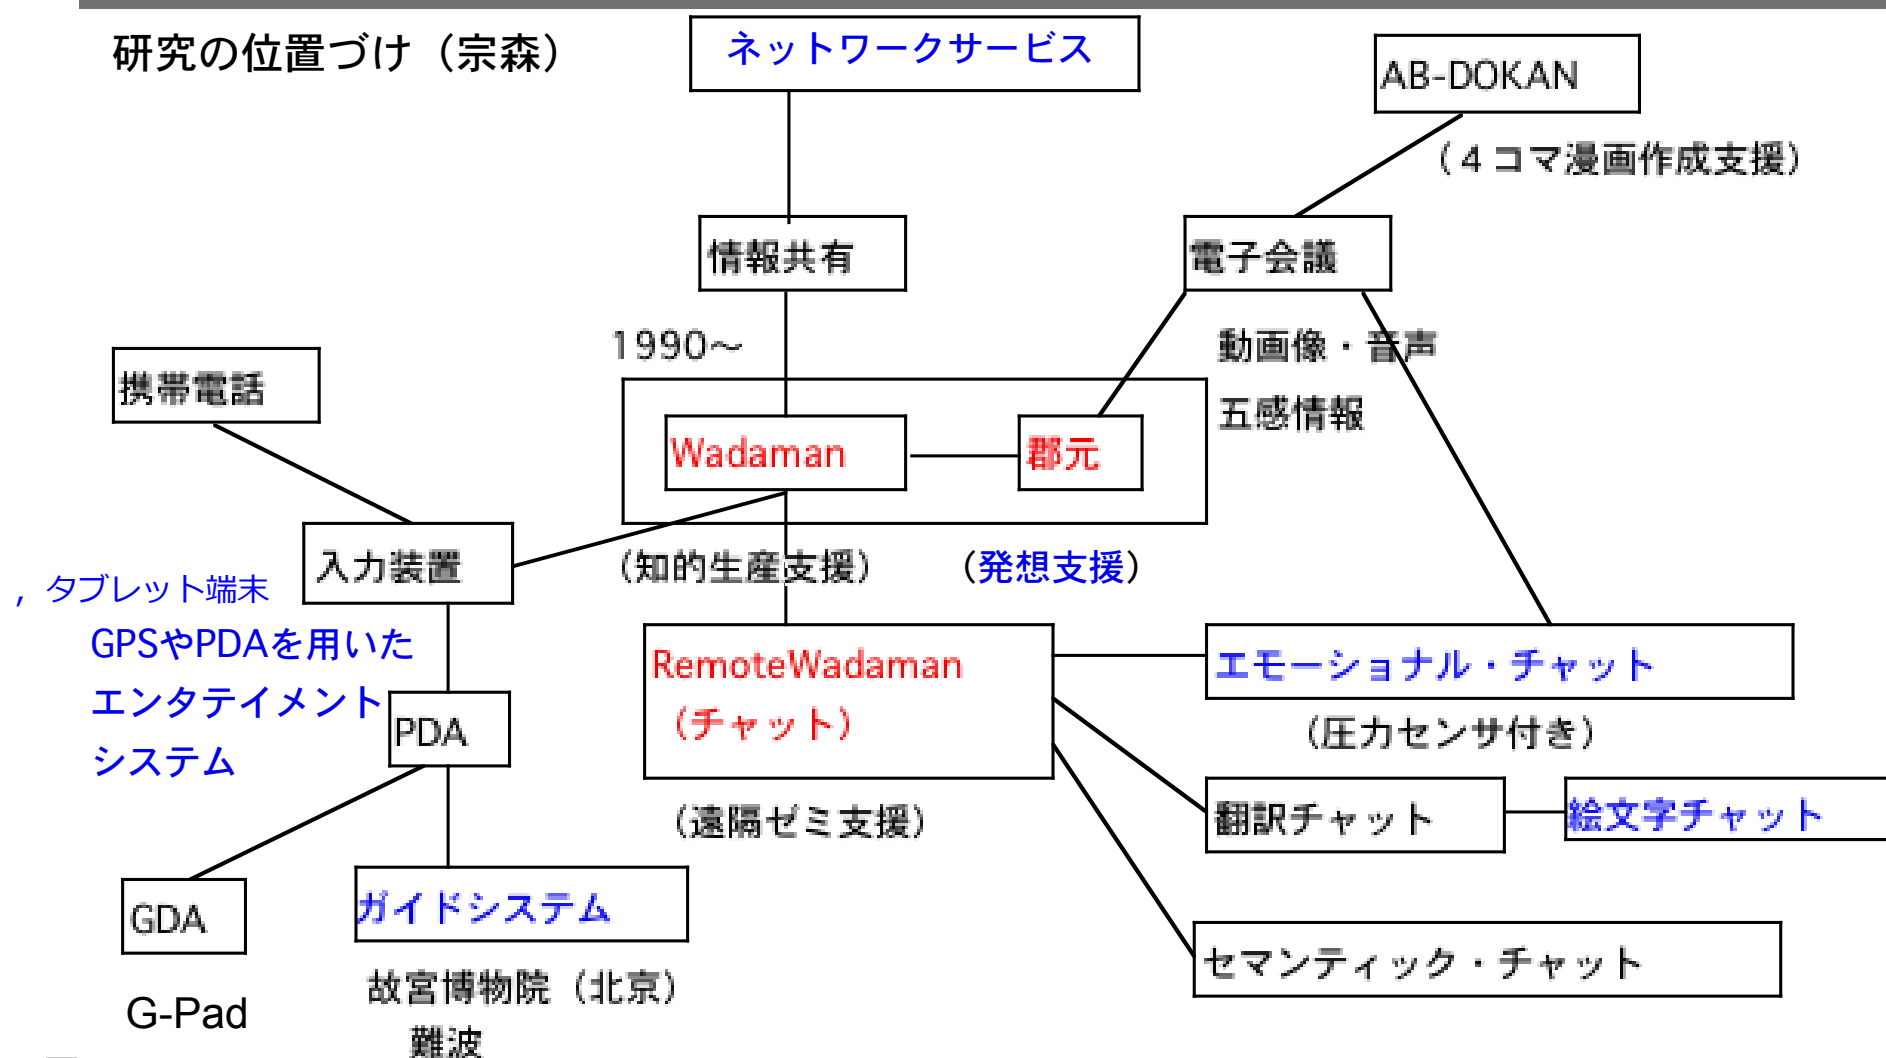 研究の位置づけ（宗森）
ネットワークサービス
AB-DOKAN
（４コマ漫画作成支援）
情報共有
電子会議
1990～
動画像・音声
五感情報
携帯電話
Wadaman
郡元
入力装置
（知的生産支援）
（発想支援）
，タブレット端末
GPSやPDAを用いた
エンタテイメント
システム
PDA
RemoteWadaman
（チャット）
（遠隔ゼミ支援）
エモーショナル・チャット
（圧力センサ付き）
翻訳チャット
絵文字チャット
GDA
ガイドシステム
セマンティック・チャット
G-Pad
故宮博物院（北京）
難波